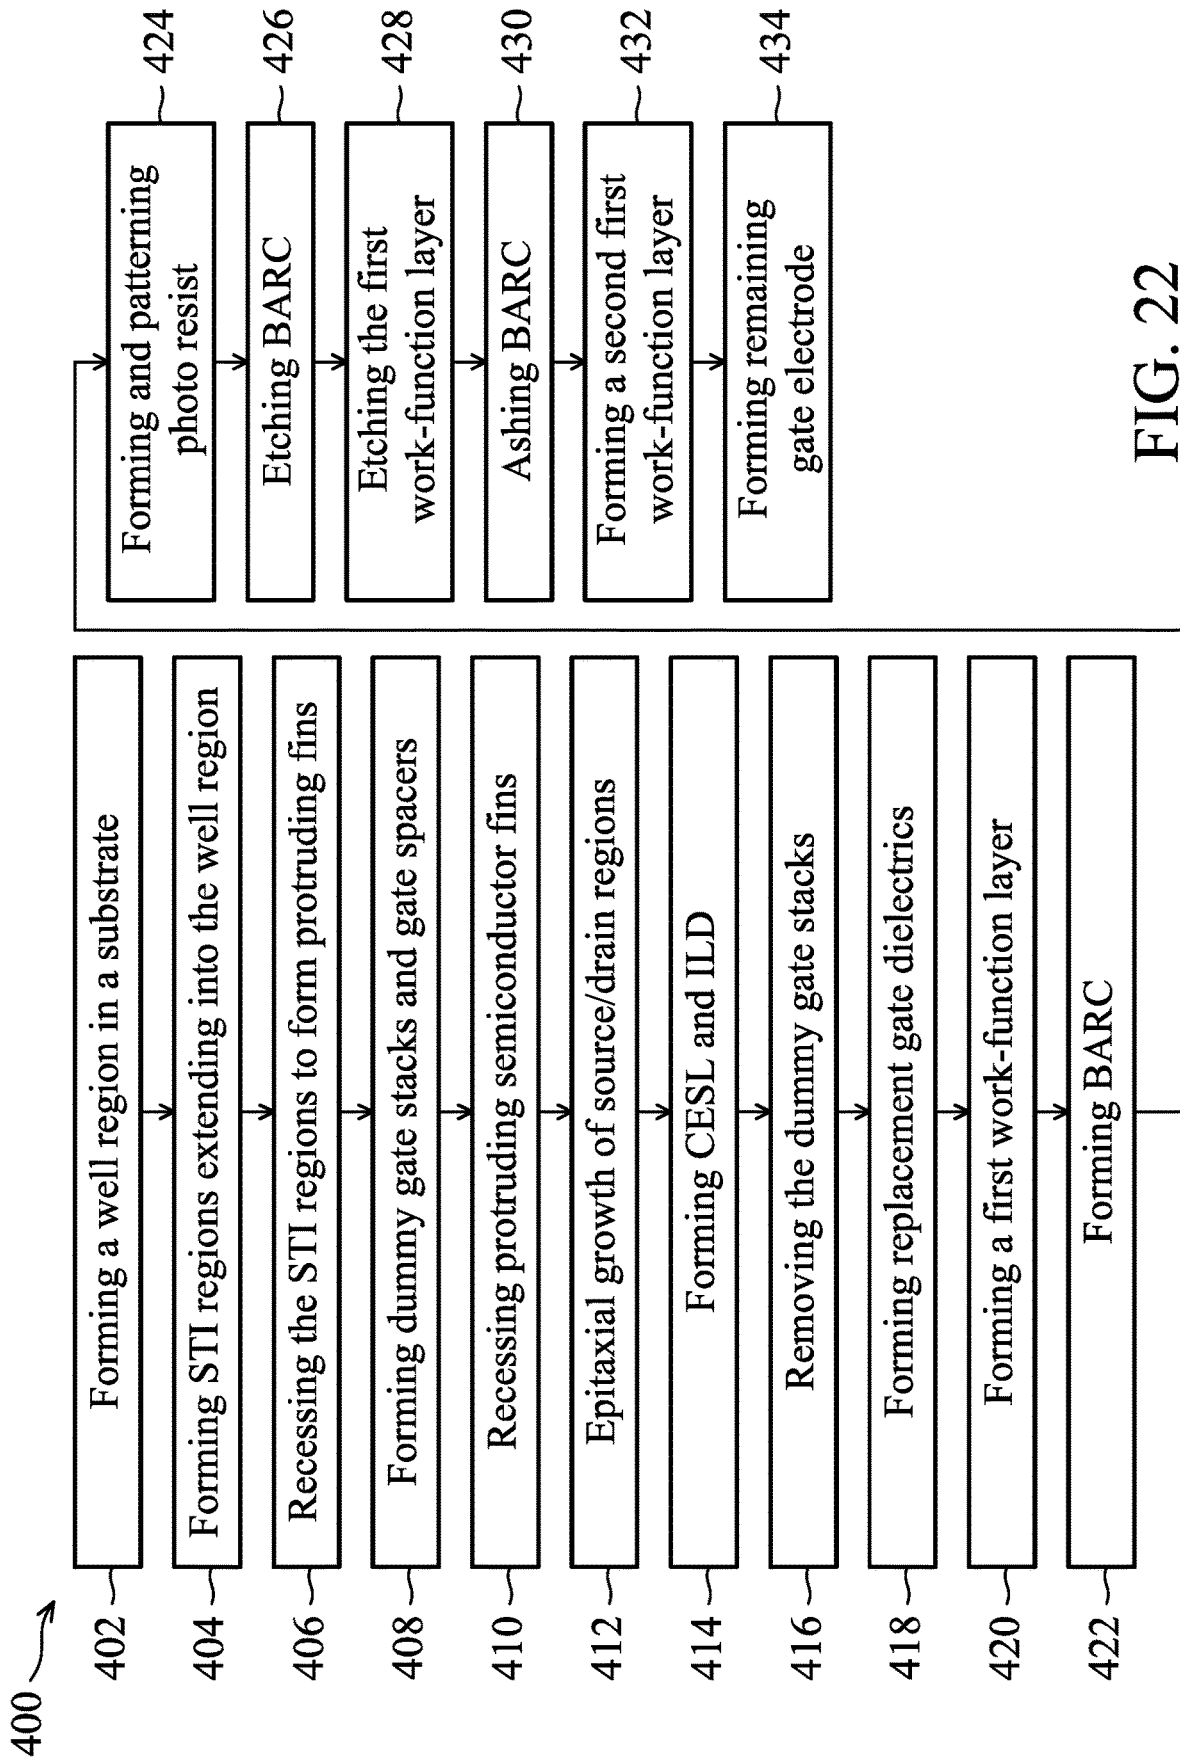 400
402
Forming a well region in a substrate
404
Forming STI regions extending into the well region
406
Recessing the STI regions to form protruding fins
408
Forming dummy gate stacks and gate spacers
410
Recessing protruding semiconductor fins
412
Epitaxial growth of source/drain regions
414
Forming CESL and ILD
416
Removing the dummy gate stacks
418
Forming replacement gate dielectrics
420
Forming a first work-function layer
422
Forming BARC
Forming and patterning
photo resist
424
Etching BARC
426
Etching the first
work-function layer
428
Ashing BARC
430
Forming a second first
work-function layer
432
Forming remaining
gate electrode
434
FIG. 22